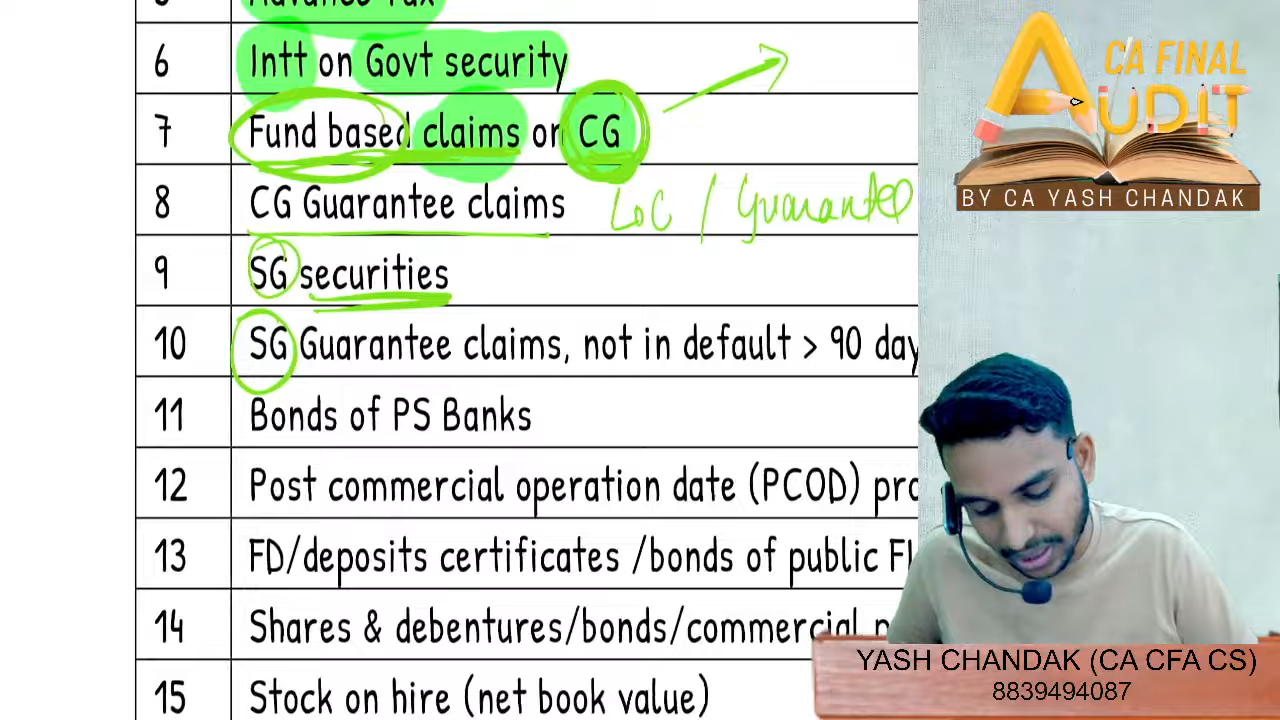 Advance Tax
6 Intt on Govt security
7 Fund based claims on CG
8 CG Guarantee claims LoC / Guarantee
9 SG securities
10 SG Guarantee claims, not in default > 90 day
11 Bonds of PS Banks
12 Post commercial operation date (PCOD) pro
13 FD/deposits certificates /bonds of public FI
14 Shares & debentures/bonds/commercial
15 Stock on hire (net book value)
CA FINAL
AUDIT
BY CA YASH CHANDAK
YASH CHANDAK (CA CFA CS)
8839494087